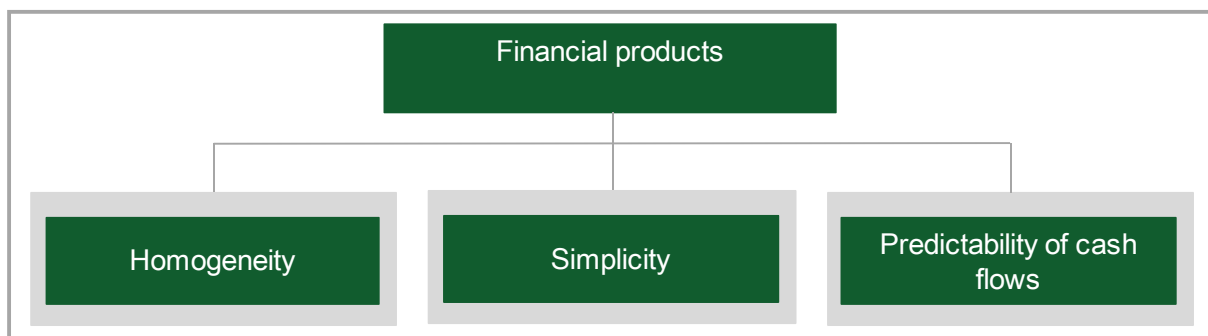 Financial products
Homogeneity
Simplicity
Predictability of cash
flows